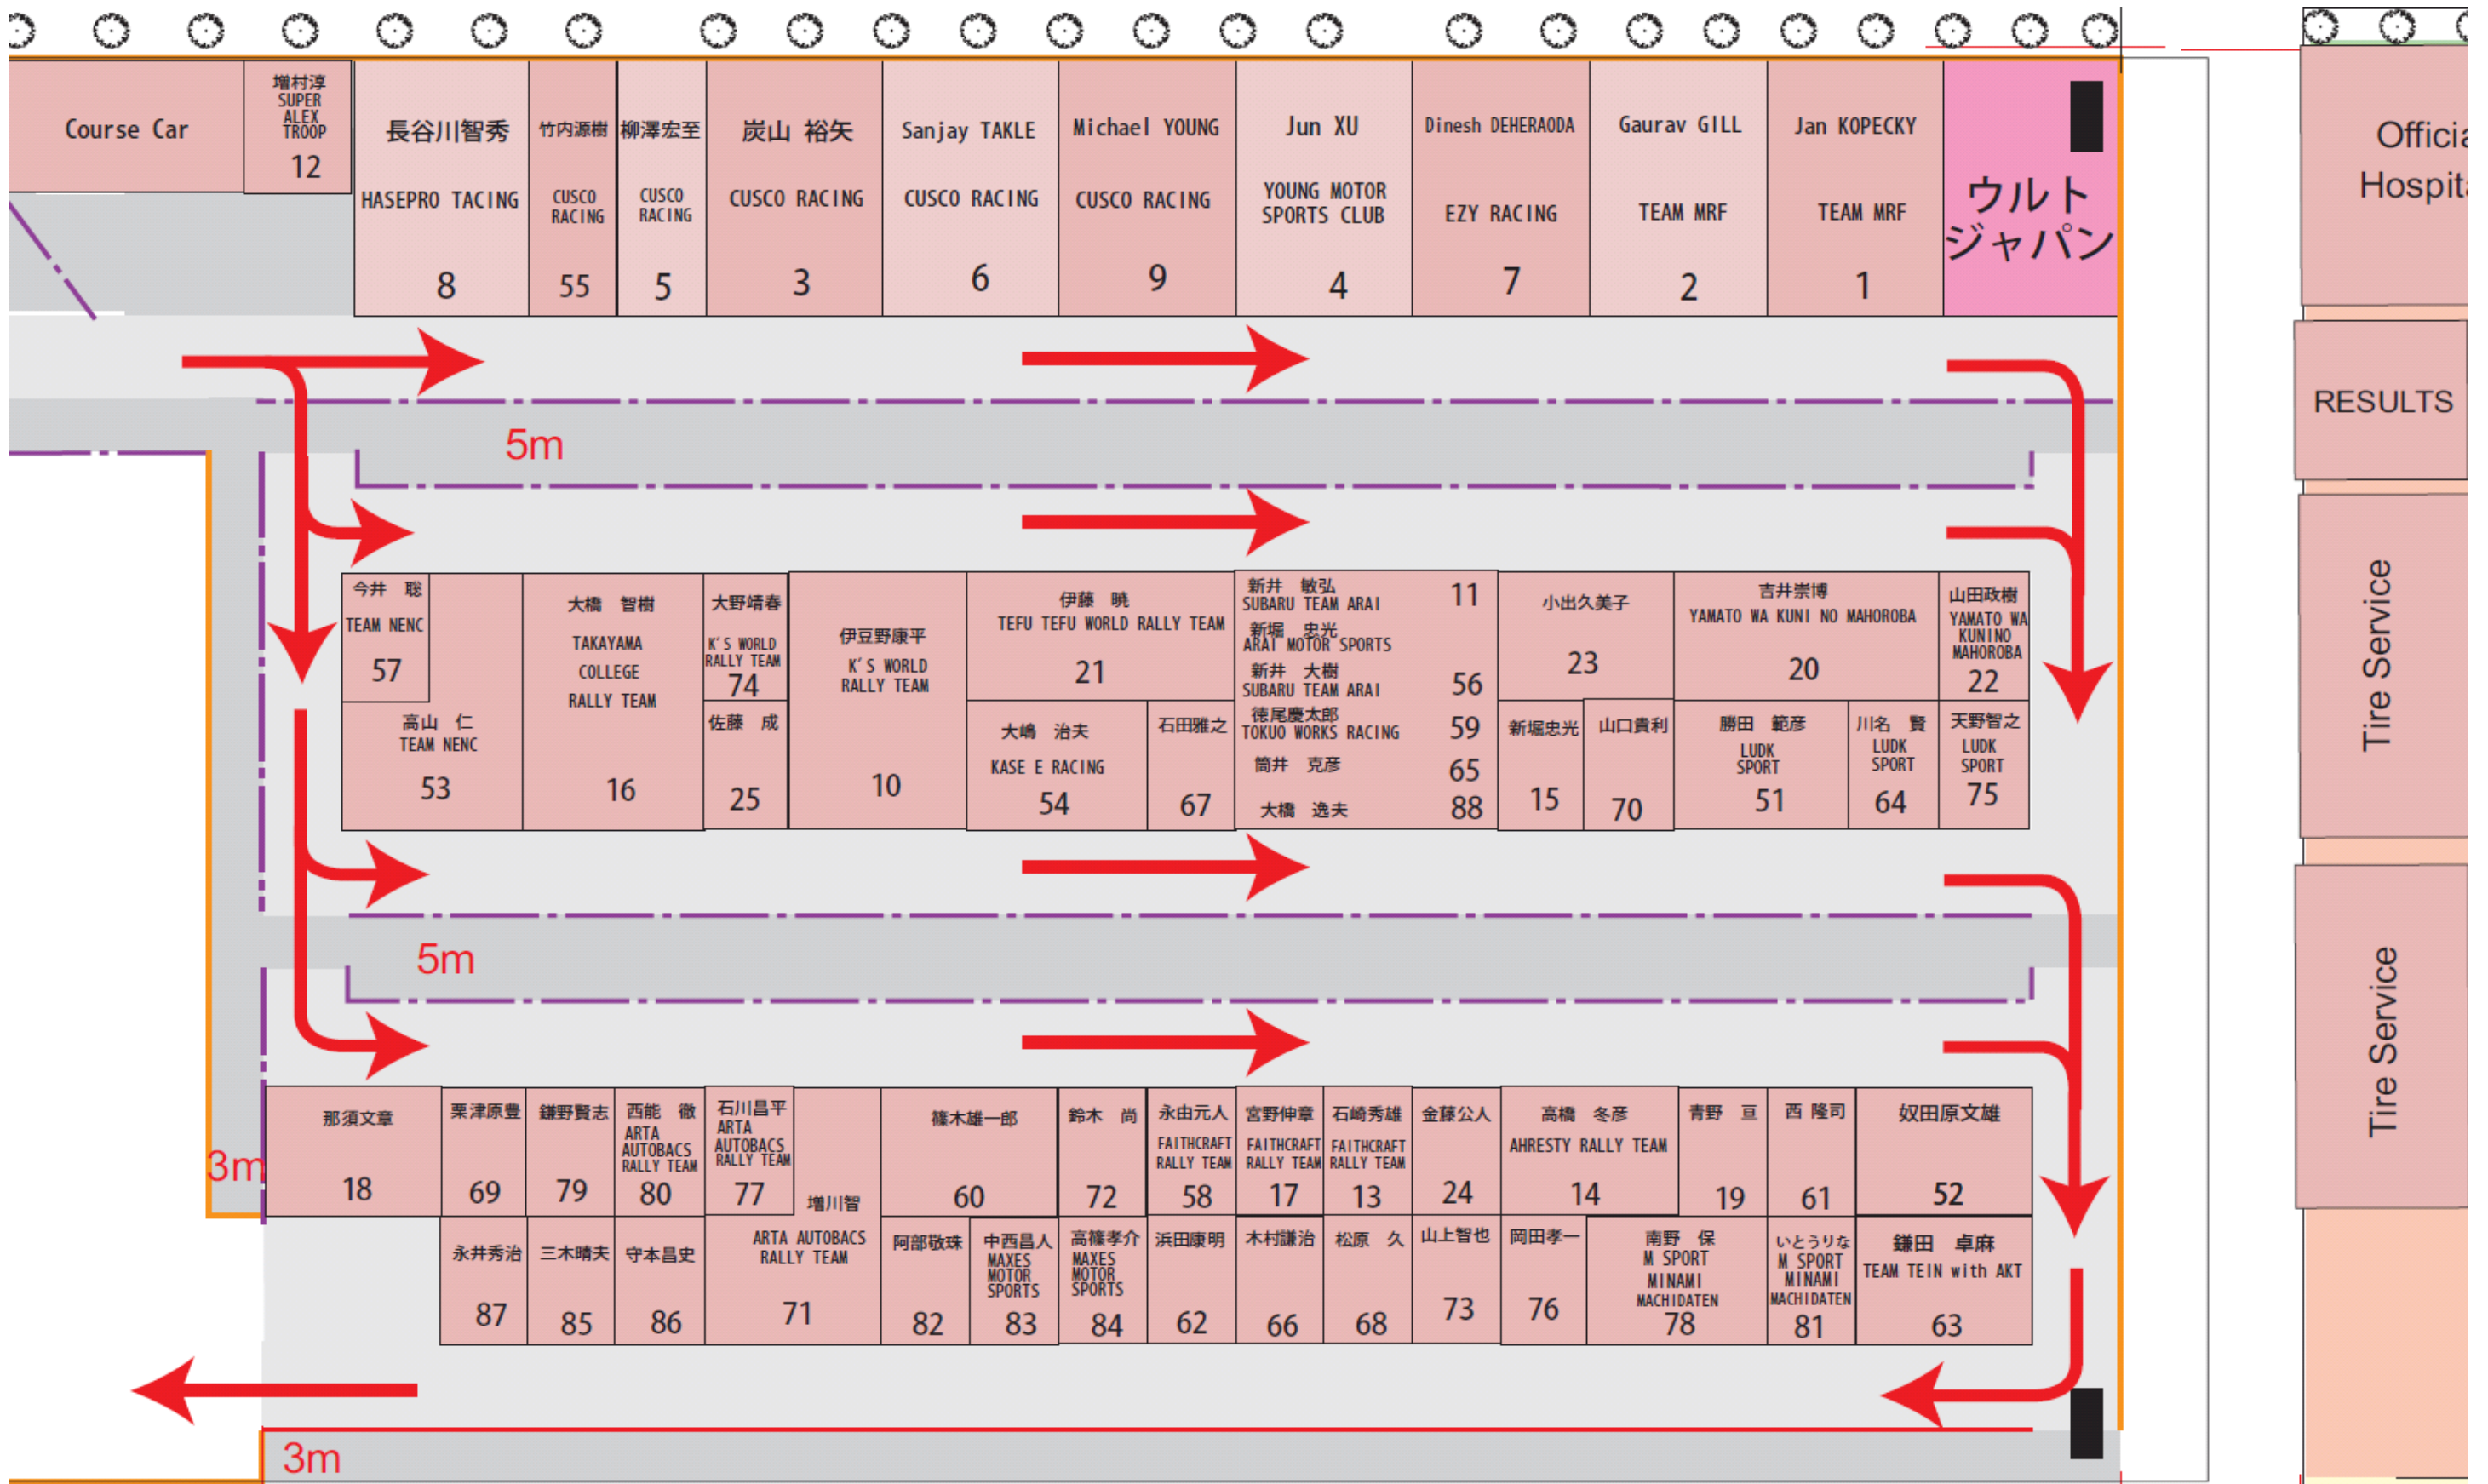 Course Car
増村淳
SUPER
ALEX
TROOP
12
長谷川智秀
HASEPRO TACING
8
竹内源樹
CUSCO
RACING
55
柳澤宏至
CUSCO
RACING
5
炭山 裕矢
CUSCO RACING
3
Sanjay TAKLE
CUSCO RACING
6
Michael YOUNG
CUSCO RACING
9
Jun XU
YOUNG MOTOR
SPORTS CLUB
4
Dinesh DEHERAODA
EZY RACING
7
Gaurav GILL
TEAM MRF
2
Jan KOPECKY
TEAM MRF
1
ウルト
ジャパン
Officia
Hospita
RESULTS
Tire Service
Tire Service
5m
今井 聡
TEAM NENC
57
高山 仁
TEAM NENC
53
大橋 智樹
TAKAYAMA
COLLEGE
RALLY TEAM
16
大野靖春
K'S WORLD
RALLY TEAM
74
佐藤 成
25
伊豆野康平
K'S WORLD
RALLY TEAM
10
伊藤 暁
TEFU TEFU WORLD RALLY TEAM
21
大嶋 治夫
KASE E RACING
54
石田雅之
67
新井 敏弘 11
SUBARU TEAM ARAI
新堀 忠光
ARAI MOTOR SPORTS
新井 大樹 56
SUBARU TEAM ARAI
徳尾慶太郎 59
TOKUO WORKS RACING
筒井 克彦 65
大橋 逸夫 88
小出久美子
23
新堀忠光
15
山口貴利
70
吉井崇博
YAMATO WA KUNI NO MAHOROBA
20
山田政樹
YAMATO WA
KUNINO
MAHOROBA
22
勝田 範彦
LUDK
SPORT
51
川名 賢
LUDK
SPORT
64
天野智之
LUDK
SPORT
75
5m
3m
那須文章
18
栗津原豊
69
鎌野賢志
79
西能 徹
ARTA
AUTOBACS
RALLY TEAM
80
石川昌平
ARTA
AUTOBACS
RALLY TEAM
77
増川智
ARTA AUTOBACS
RALLY TEAM
71
篠木雄一郎
60
鈴木 尚
72
永由元人
FAITHCRAFT
RALLY TEAM
58
宮野伸章
FAITHCRAFT
RALLY TEAM
17
石崎秀雄
FAITHCRAFT
RALLY TEAM
13
金藤公人
24
高橋 冬彦
AHRESTY RALLY TEAM
14
青野 亘
19
西 隆司
61
奴田原文雄
52
永井秀治
87
三木晴夫
85
守本昌史
86
阿部敬珠
82
中西昌人
MAXES
MOTOR
SPORTS
83
高篠孝介
MAXES
MOTOR
SPORTS
84
浜田康明
62
木村謙治
66
松原 久
68
山上智也
73
岡田孝一
76
南野 保
M SPORT
MINAMI
MACHIDATEN
78
いとうりな
M SPORT
MINAMI
MACHIDATEN
81
鎌田 卓麻
TEAM TEIN with AKT
63
3m